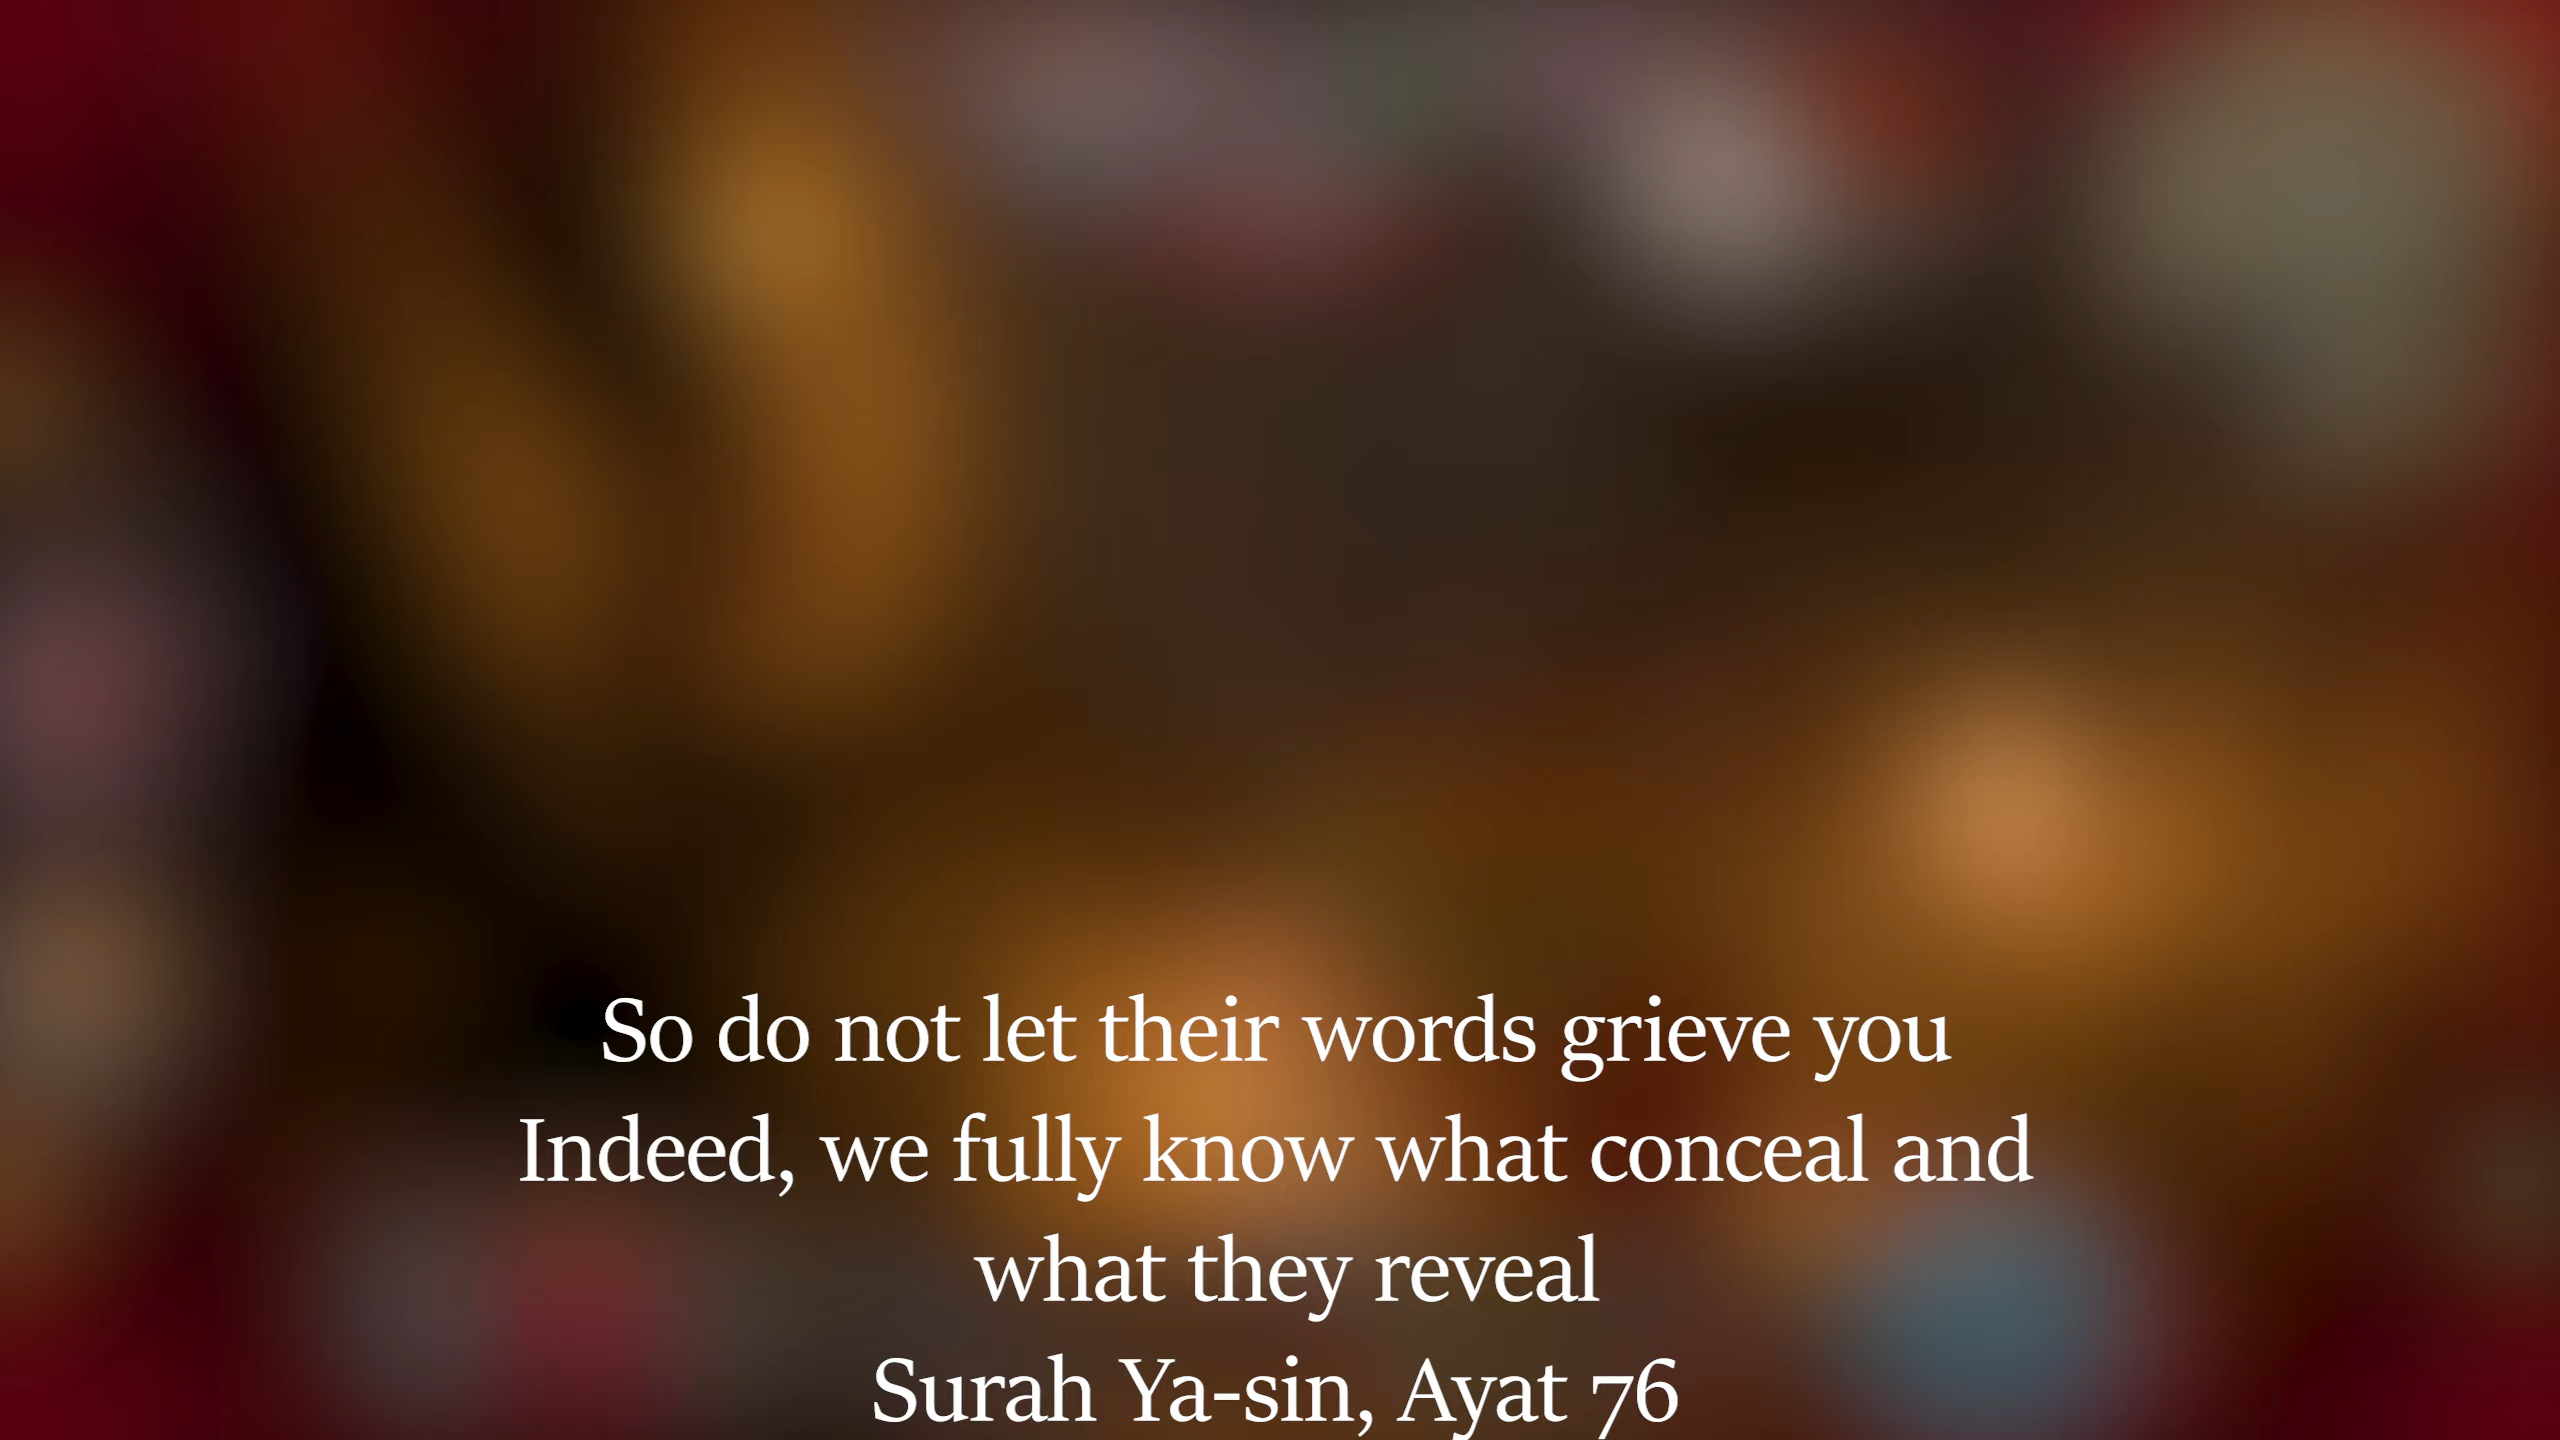 So do not let their words grieve you
Indeed, we fully know what conceal and
what they reveal
Surah Ya-sin, Ayat 76